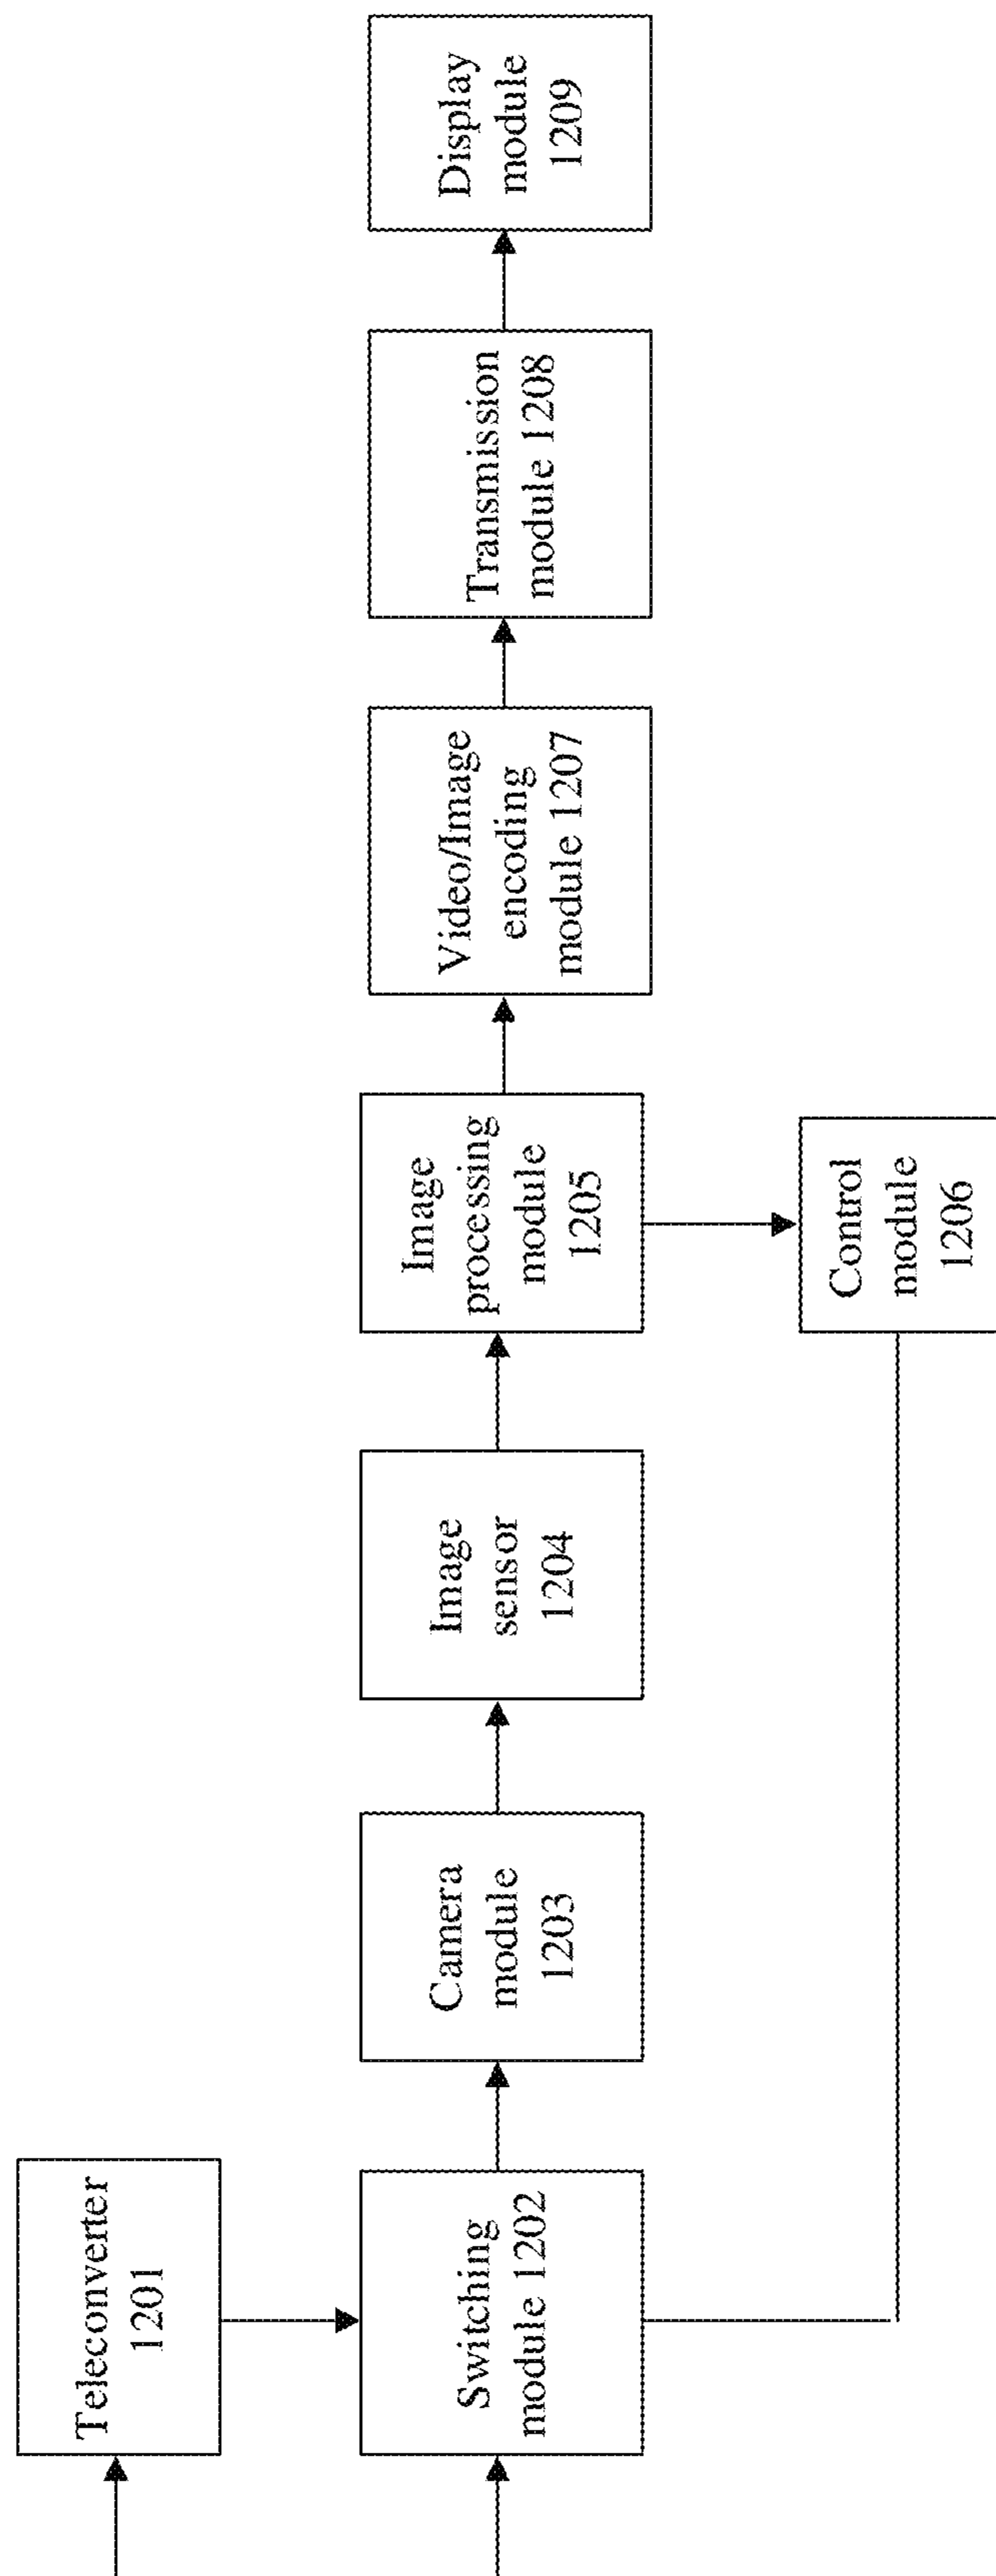 Teleconverter
1201
Switching
module 1202
Camera
module
1203
Image
sensor
1204
Image
processing
module
1205
Control
module
1206
Video/Image
encoding
module 1207
Transmission
module 1208
Display
module
1209